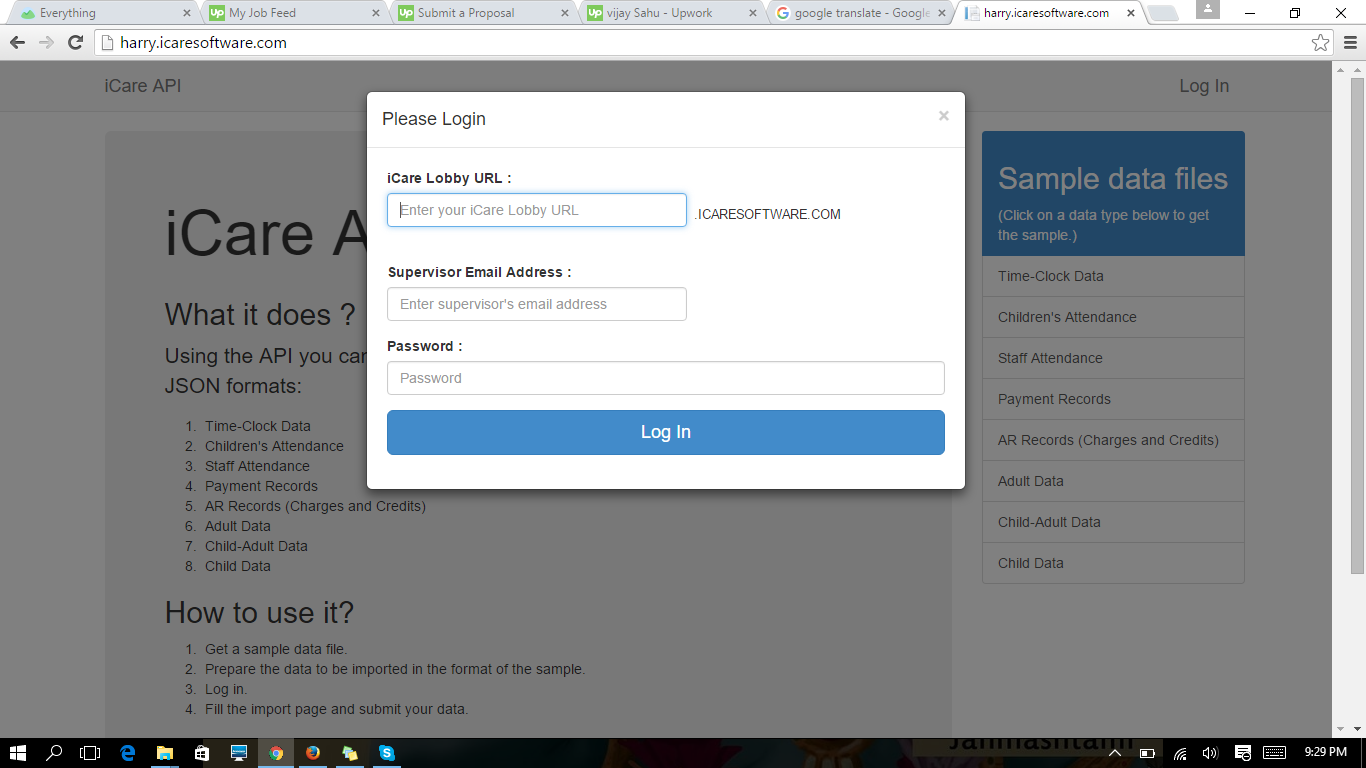 Everything
My Job Feed
Submit a Proposal
vijay Sahu - Upwork
google translate - Google
harry.icaresoftware.com
harry.icaresoftware.com
iCare API
Log In
Please Login
×
iCare Lobby URL :
Enter your iCare Lobby URL
.ICARESOFTWARE.COM
Supervisor Email Address :
Enter supervisor's email address
Password :
Password
Log In
iCare A
What it does ?
Using the API you can
JSON formats:
1. Time-Clock Data
2. Children's Attendance
3. Staff Attendance
4. Payment Records
5. AR Records (Charges and Credits)
6. Adult Data
7. Child-Adult Data
8. Child Data
How to use it?
1. Get a sample data file.
2. Prepare the data to be imported in the format of the sample.
3. Log in.
4. Fill the import page and submit your data.
Sample data files
(Click on a data type below to get
the sample.)
Time-Clock Data
Children's Attendance
Staff Attendance
Payment Records
AR Records (Charges and Credits)
Adult Data
Child-Adult Data
Child Data
9:29 PM